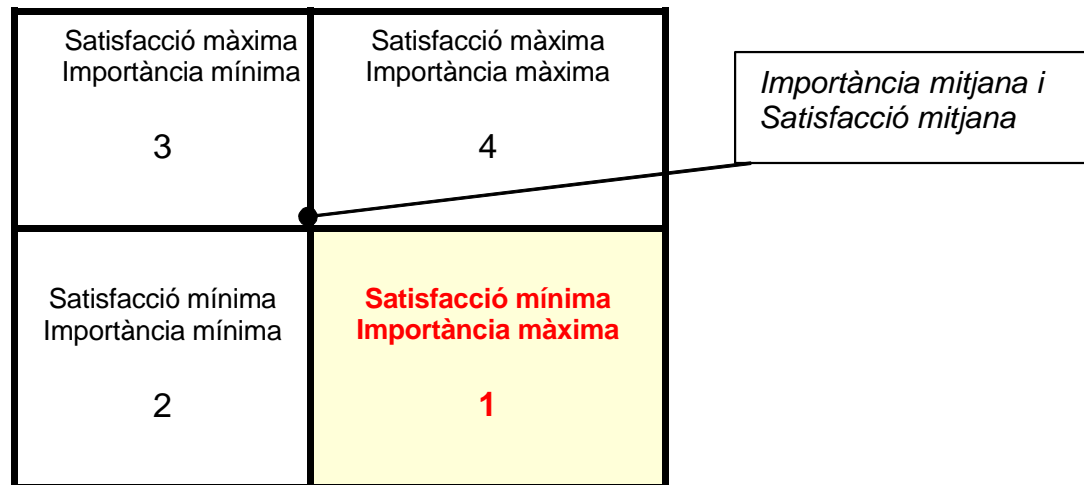 Satisfacció màxima
Importància mínima
3
Satisfacció màxima
Importància màxima
4
Importància mitjana i
Satisfacció mitjana
Satisfacció mínima
Importància mínima
2
Satisfacció mínima
Importància màxima
1